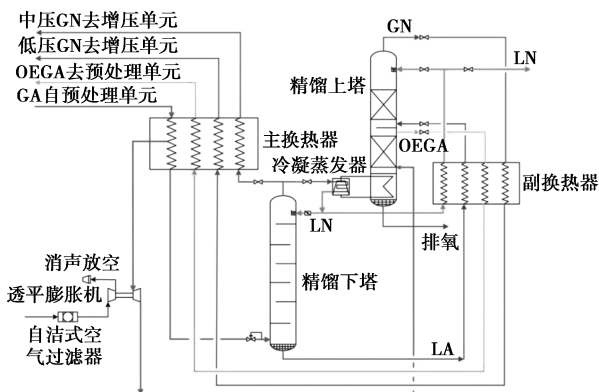 中压GN去增压单元
低压GN去增压单元
OEGA去预处理单元
GA自预处理单元
GN
LN
精馏上塔
OEGA
主换热器
冷凝蒸发器
副换热器
LN
排氧
消声放空
透平膨胀机
精馏下塔
自洁式空
气过滤器
LA